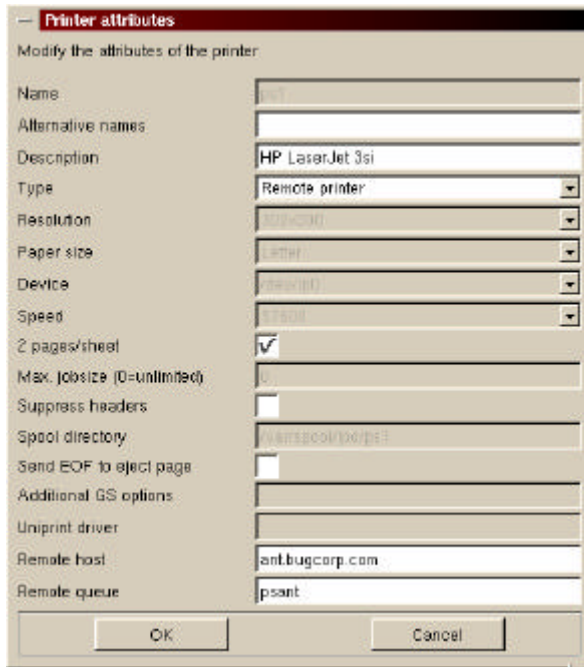 Printer attributes
Modify the attributes of the printer
Name
Alternative names
Description HP LaserJet 3si
Type Remote printer
Resolution
Paper size Letter
Device
Speed 57600
2 pages/sheet
Max. jobsize (0=unlimited) 0
Suppress headers
Spool directory
Send EOF to eject page
Additional GS options
Uniprint driver
Remote host ant.bugcorp.com
Remote queue psant
OK Cancel